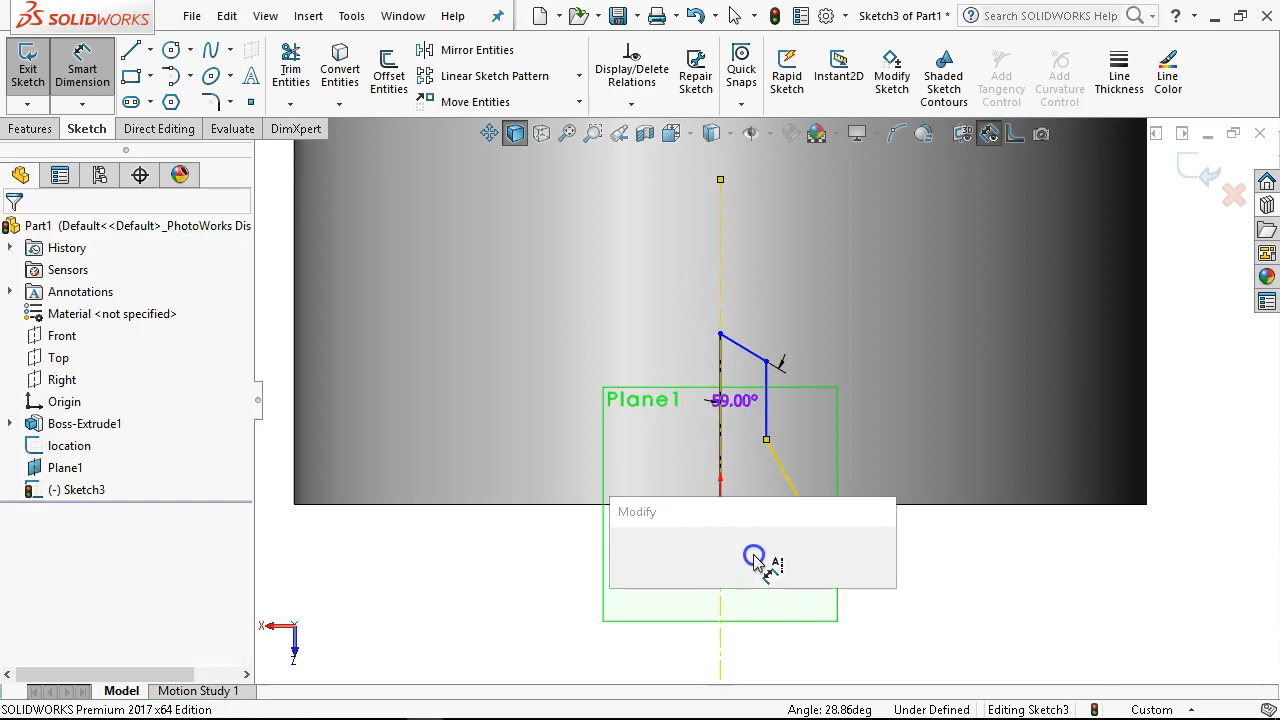 SOLIDWORKS
File Edit View Insert Tools Window Help
Sketch3 of Part1 *
Search SOLIDWORKS Help
Exit Sketch
Smart Dimension
Trim Entities
Convert Entities
Offset Entities
Mirror Entities
Linear Sketch Pattern
Move Entities
Display/Delete Relations
Repair Sketch
Quick Snaps
Rapid Sketch
Instant2D
Modify Sketch
Shaded Sketch Contours
Add Tangency Control
Add Curvature Control
Line Thickness
Line Color
Features Sketch Direct Editing Evaluate DimXpert
Part1 (Default<<Default>_PhotoWorks Dis
History
Sensors
Annotations
Material <not specified>
Front
Top
Right
Origin
Boss-Extrude1
location
Plane1
(-) Sketch3
Plane1
59.00°
Modify
X
Z
Model Motion Study 1
SOLIDWORKS Premium 2017 x64 Edition
Angle: 28.86deg Under Defined Editing Sketch3 Custom